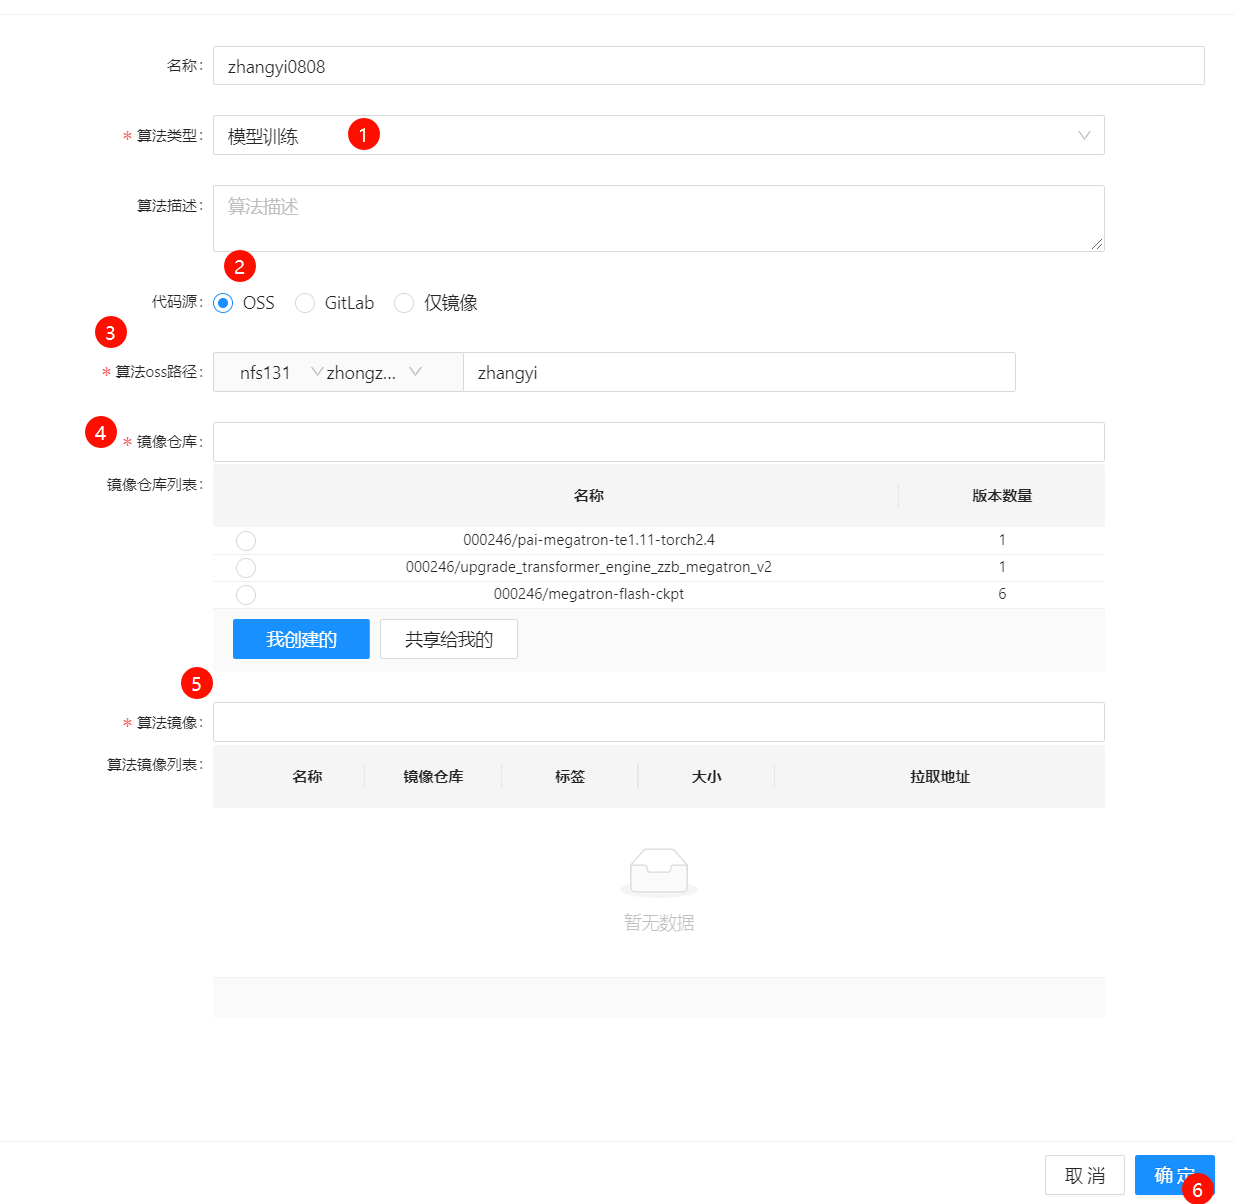 名称: zhangyi0808
* 算法类型: 模型训练 1
算法描述: 算法描述
2
代码源: OSS GitLab 仅镜像
3
* 算法oss路径: nfs131 zhongz... zhangyi
4 * 镜像仓库:
镜像仓库列表:
名称 版本数量
000246/pai-megatron-te1.11-torch2.4 1
000246/upgrade_transformer_engine_zzb_megatron_v2 1
000246/megatron-flash-ckpt 6
我创建的 共享给我的
5
* 算法镜像:
算法镜像列表:
名称 镜像仓库 标签 大小 拉取地址
暂无数据
取消 确定
6